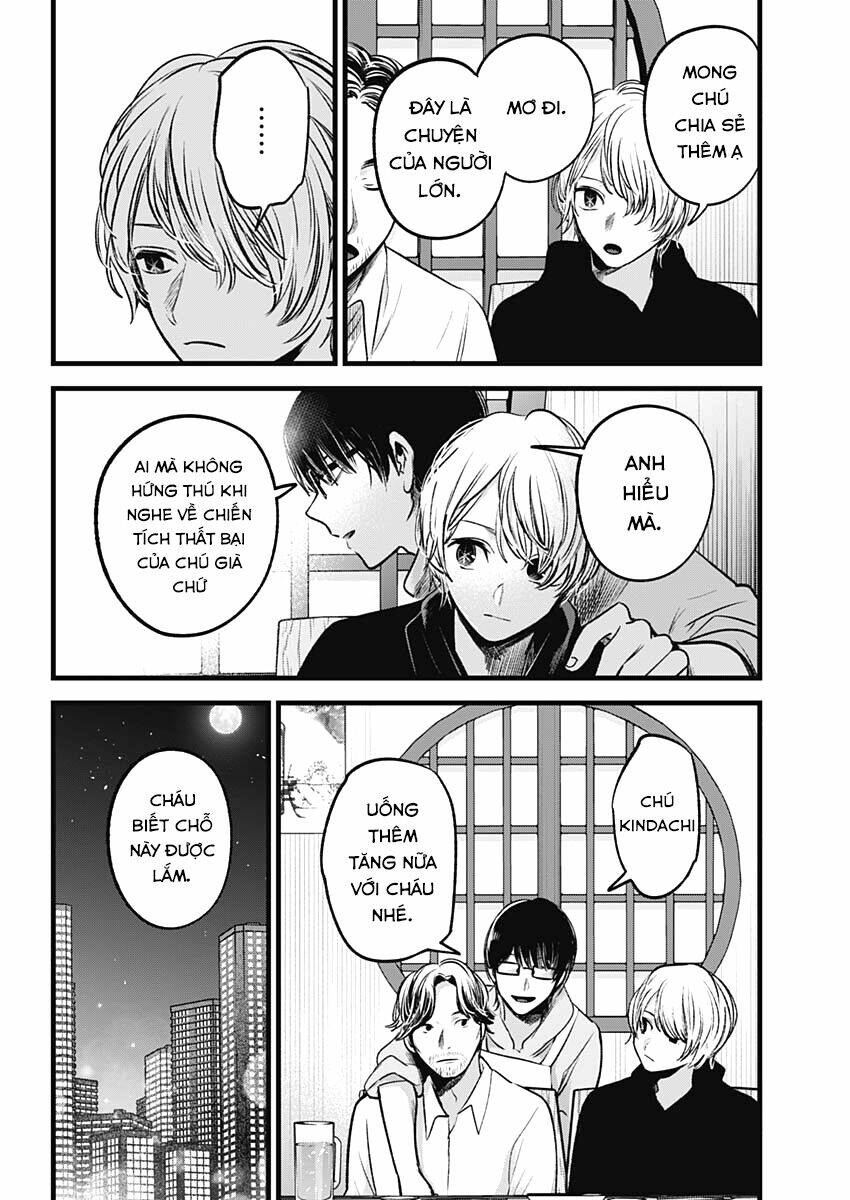 MONG
CHÚ
CHIA SẺ
THÊM Ạ
MƠ ĐI.
ĐÂY LÀ
CHUYỆN
CỦA NGƯỜI
LỚN.
......
ANH
HIỂU
MÀ.
AI MÀ KHÔNG
HỨNG THÚ KHI
NGHE VỀ CHIẾN
TÍCH THẤT BẠI
CỦA CHÚ GIÀ
CHỨ
CHÚ
KINDACHI
UỐNG
THÊM
TĂNG NỮA
VỚI CHÁU
NHÉ.
CHÁU
BIẾT CHỖ
NÀY ĐƯỢC
LẮM.